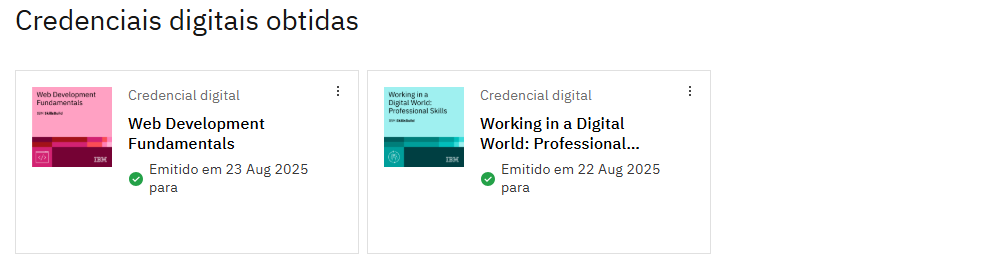 Credenciais digitais obtidas
Web Development
Fundamentals
IBM SkillsBuild
IBM
Credencial digital
Web Development
Fundamentals
Emitido em 23 Aug 2025
para
Working in a
Digital World:
Professional Skills
IBM SkillsBuild
IBM
Credencial digital
Working in a Digital
World: Professional...
Emitido em 22 Aug 2025
para